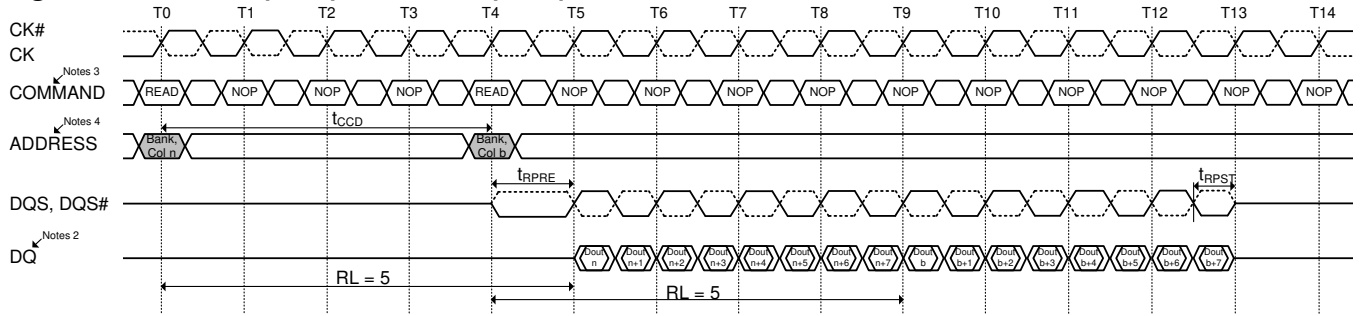 T0 T1 T2 T3 T4 T5 T6 T7 T8 T9 T10 T11 T12 T13 T14
CK#
CK
Notes 3
COMMAND READ NOP NOP NOP READ NOP NOP NOP NOP NOP NOP NOP NOP NOP NOP
tCCD
Notes 4
ADDRESS
Bank, Col n
Bank, Col b
tRPRE
tRPST
DQS, DQS#
Notes 2
DQ
Dout n
Dout n+1
Dout n+2
Dout n+3
Dout n+4
Dout n+5
Dout n+6
Dout n+7
Dout b
Dout b+1
Dout b+2
Dout b+3
Dout b+4
Dout b+5
Dout b+6
Dout b+7
RL = 5
RL = 5